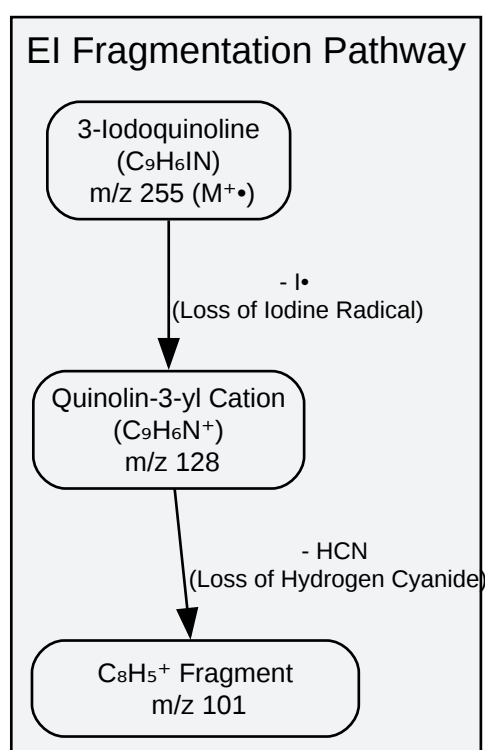 EI Fragmentation Pathway
3-Iodoquinoline
(C₉H₆IN)
m/z 255 (M⁺•)
- I•
(Loss of Iodine Radical)
Quinolin-3-yl Cation
(C₉H₆N⁺)
m/z 128
- HCN
(Loss of Hydrogen Cyanide)
C₈H₅⁺ Fragment
m/z 101